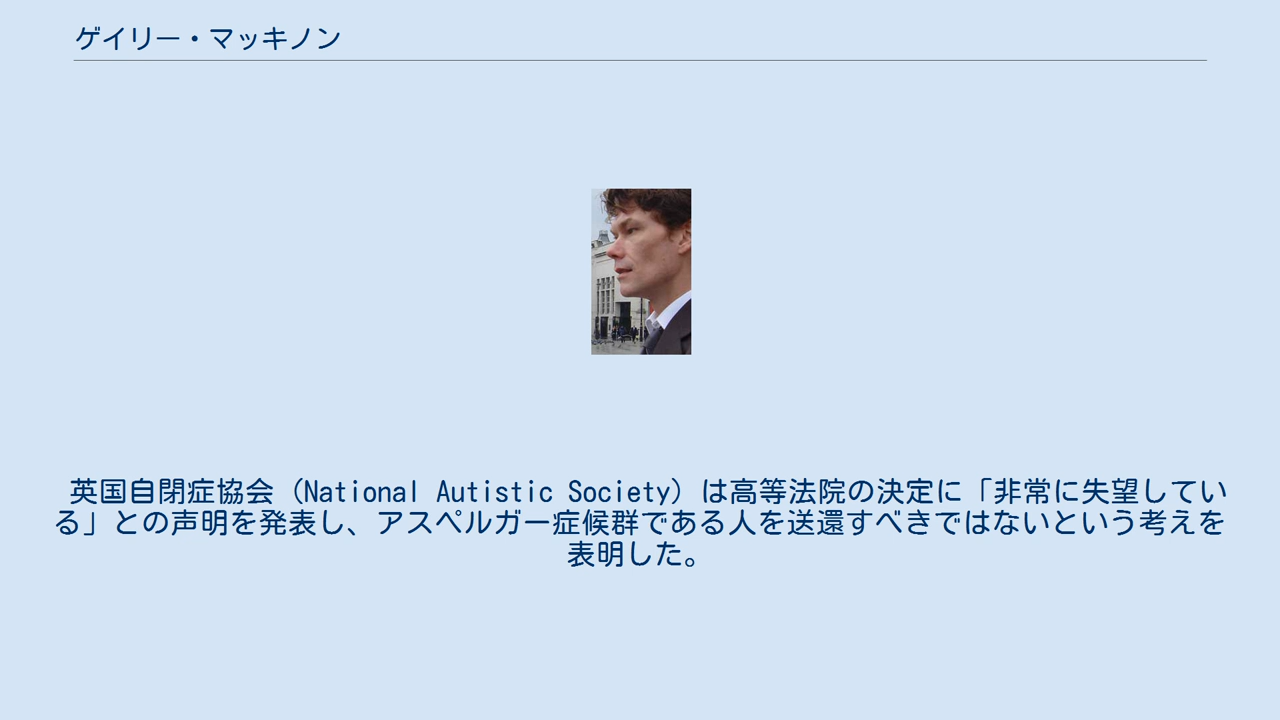 ゲイリー・マッキノン
英国自閉症協会（National Autistic Society）は高等法院の決定に「非常に失望してい
る」との声明を発表し、アスペルガー症候群である人を送還すべきではないという考えを
表明した。